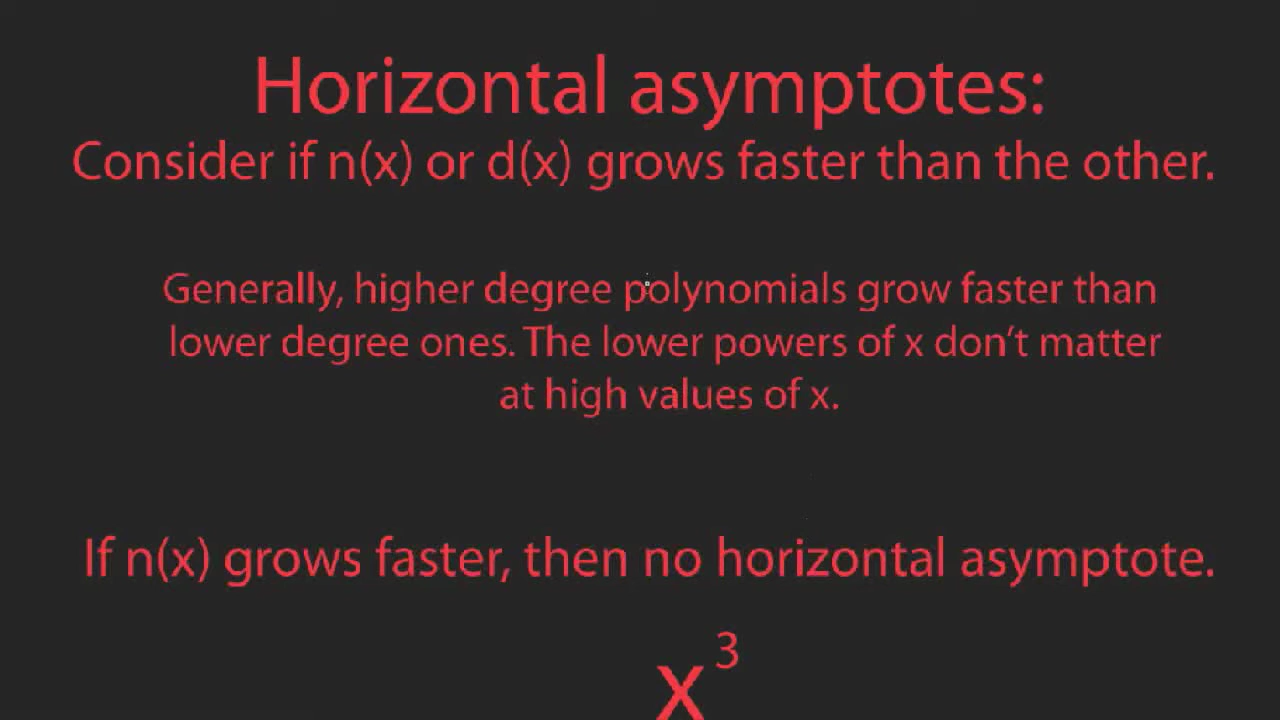 Horizontal asymptotes:
Consider if n(x) or d(x) grows faster than the other.
Generally, higher degree polynomials grow faster than
lower degree ones. The lower powers of x don’t matter
at high values of x.
If n(x) grows faster, then no horizontal asymptote.
x³